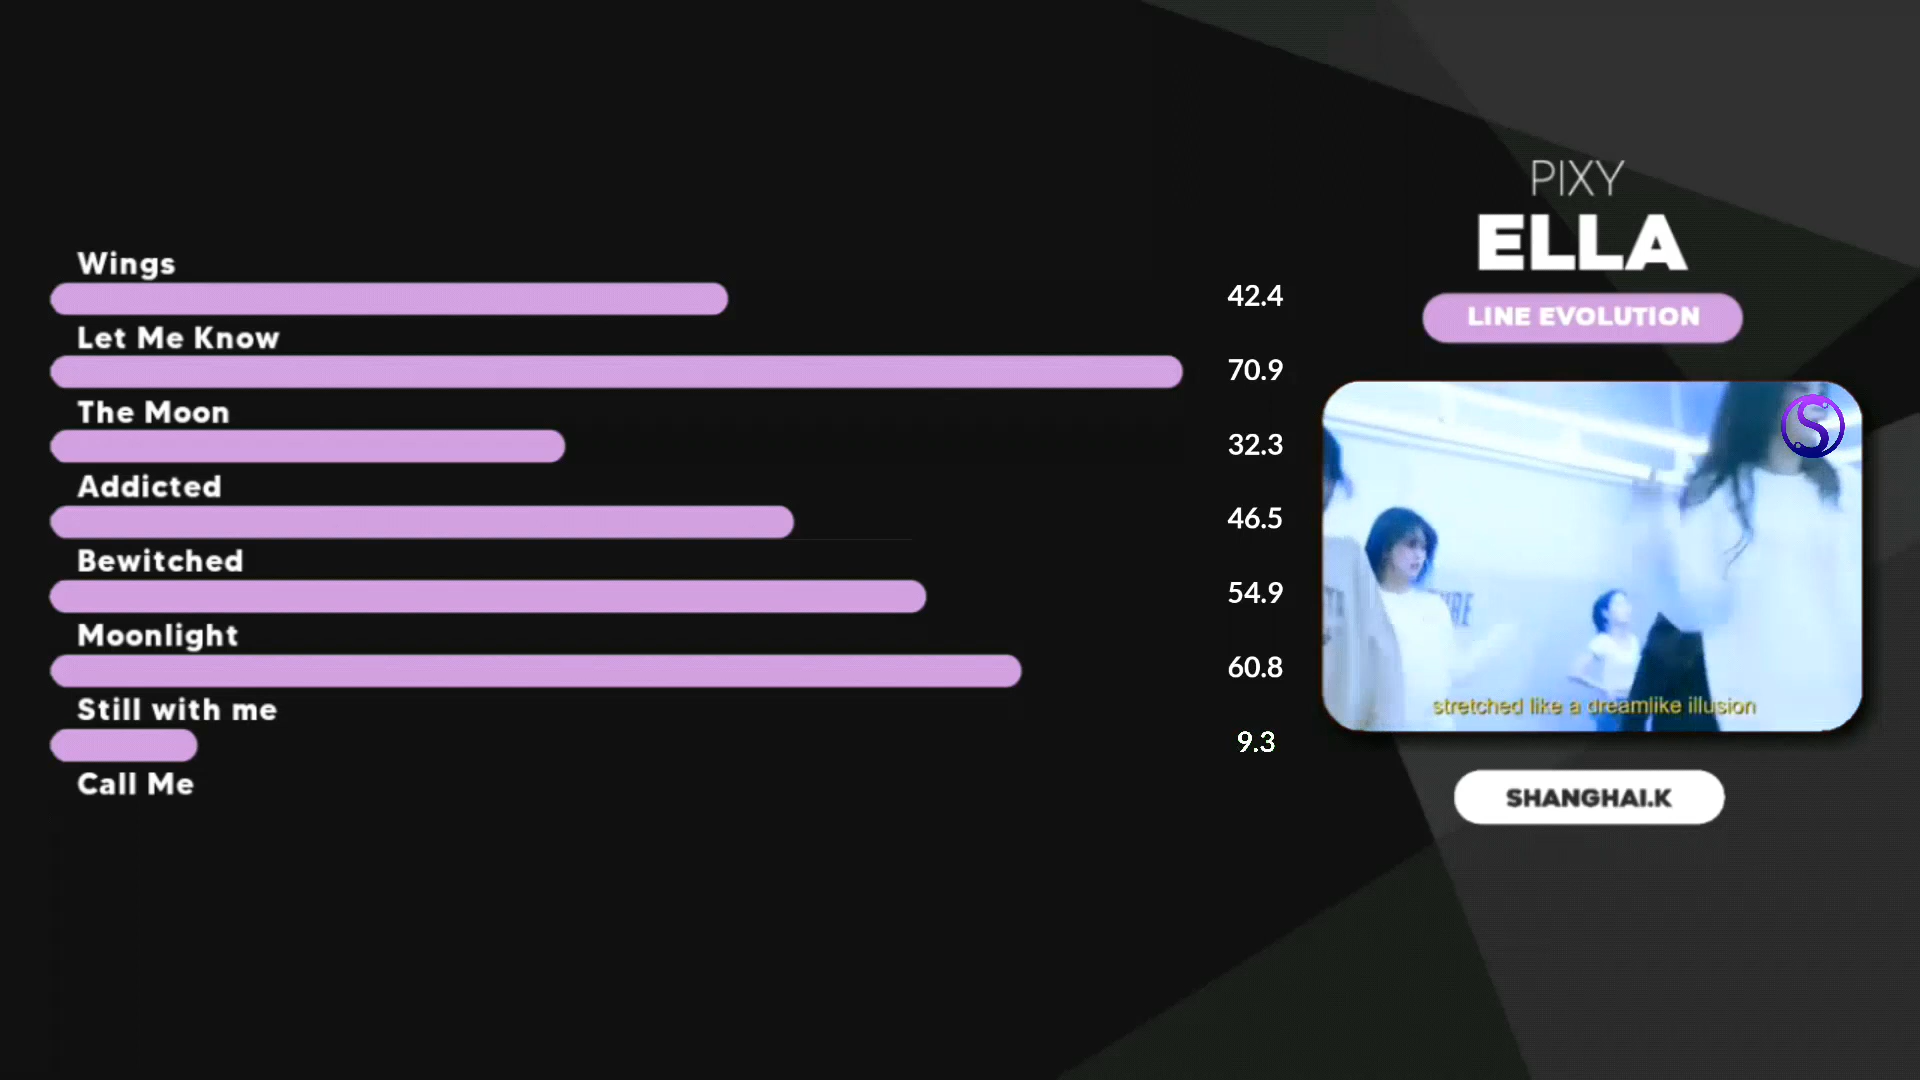 PIXY
ELLA
LINE EVOLUTION
Wings
42.4
Let Me Know
70.9
The Moon
32.3
Addicted
46.5
Bewitched
54.9
Moonlight
60.8
Still with me
9.3
Call Me
stretched like a dreamlike illusion
SHANGHAI.K